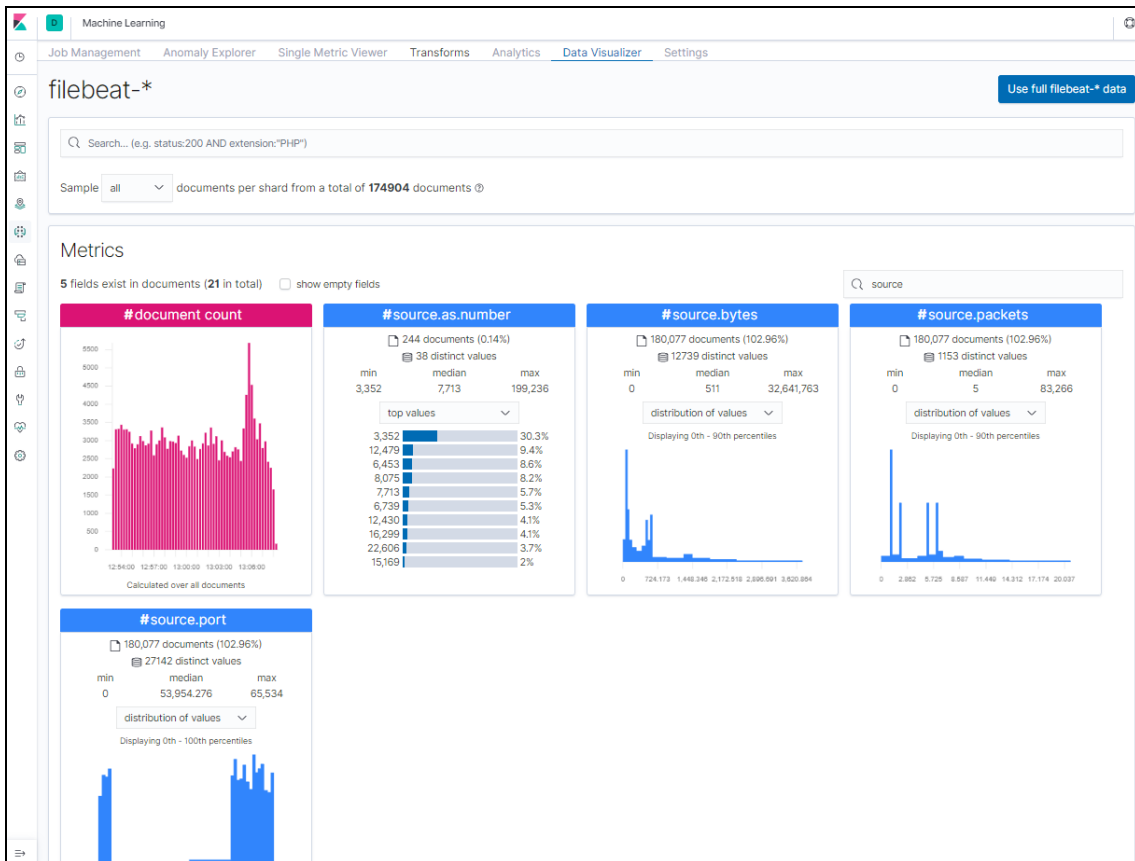 D Machine Learning
Job Management Anomaly Explorer Single Metric Viewer Transforms Analytics Data Visualizer Settings
filebeat-*
Use full filebeat-* data
Search... (e.g. status:200 AND extension:"PHP")
Sample all documents per shard from a total of 174904 documents
Metrics
5 fields exist in documents (21 in total) show empty fields
source
#document count
5500
5000
4500
4000
3500
3000
2500
2000
1500
1000
500
0
12:54:00 12:57:00 13:00:00 13:03:00 13:06:00
Calculated over all documents
#source.as.number
244 documents (0.14%)
38 distinct values
min median max
3,352 7,713 199,236
top values
3,352 30.3%
12,479 9.4%
6,453 8.6%
8,075 8.2%
7,713 5.7%
6,739 5.3%
12,430 4.1%
16,299 4.1%
22,606 3.7%
15,169 2%
#source.bytes
180,077 documents (102.96%)
12739 distinct values
min median max
0 511 32,641,763
distribution of values
Displaying 0th - 90th percentiles
0 724.173 1,448.346 2,172.518 2,896.691 3,620.864
#source.packets
180,077 documents (102.96%)
1153 distinct values
min median max
0 5 83,266
distribution of values
Displaying 0th - 90th percentiles
0 2.862 5.725 8.587 11.449 14.312 17.174 20.037
#source.port
180,077 documents (102.96%)
27142 distinct values
min median max
0 53,954.276 65,534
distribution of values
Displaying 0th - 100th percentiles